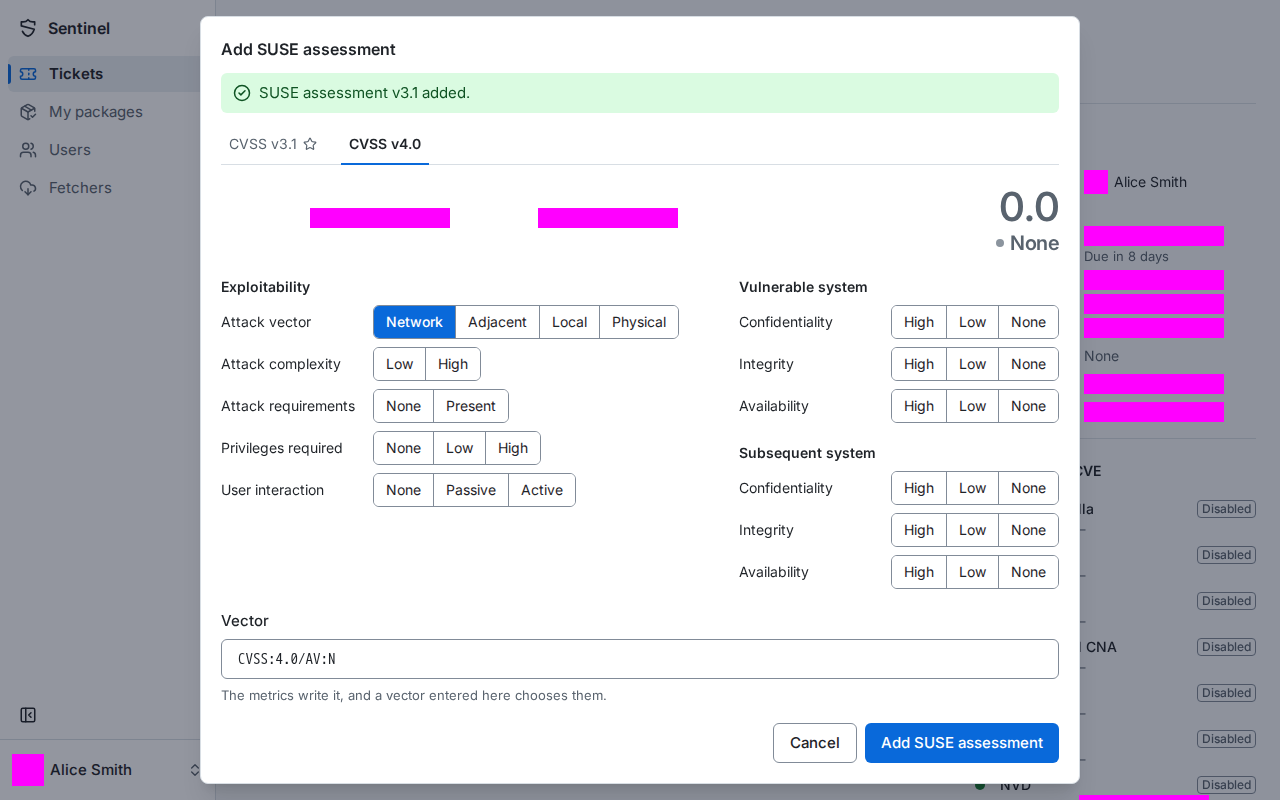 Sentinel
Tickets
My packages
Users
Fetchers
Alice Smith
Add SUSE assessment
SUSE assessment v3.1 added.
CVSS v3.1
CVSS v4.0
0.0
None
Exploitability
Attack vector
Network Adjacent Local Physical
Attack complexity
Low High
Attack requirements
None Present
Privileges required
None Low High
User interaction
None Passive Active
Vulnerable system
Confidentiality
High Low None
Integrity
High Low None
Availability
High Low None
Subsequent system
Confidentiality
High Low None
Integrity
High Low None
Availability
High Low None
Vector
CVSS:4.0/AV:N
The metrics write it, and a vector entered here chooses them.
Cancel
Add SUSE assessment
Alice Smith
Due in 8 days
None
Disabled
Disabled
Disabled
CNA
Disabled
Disabled
Disabled
NVD
Disabled